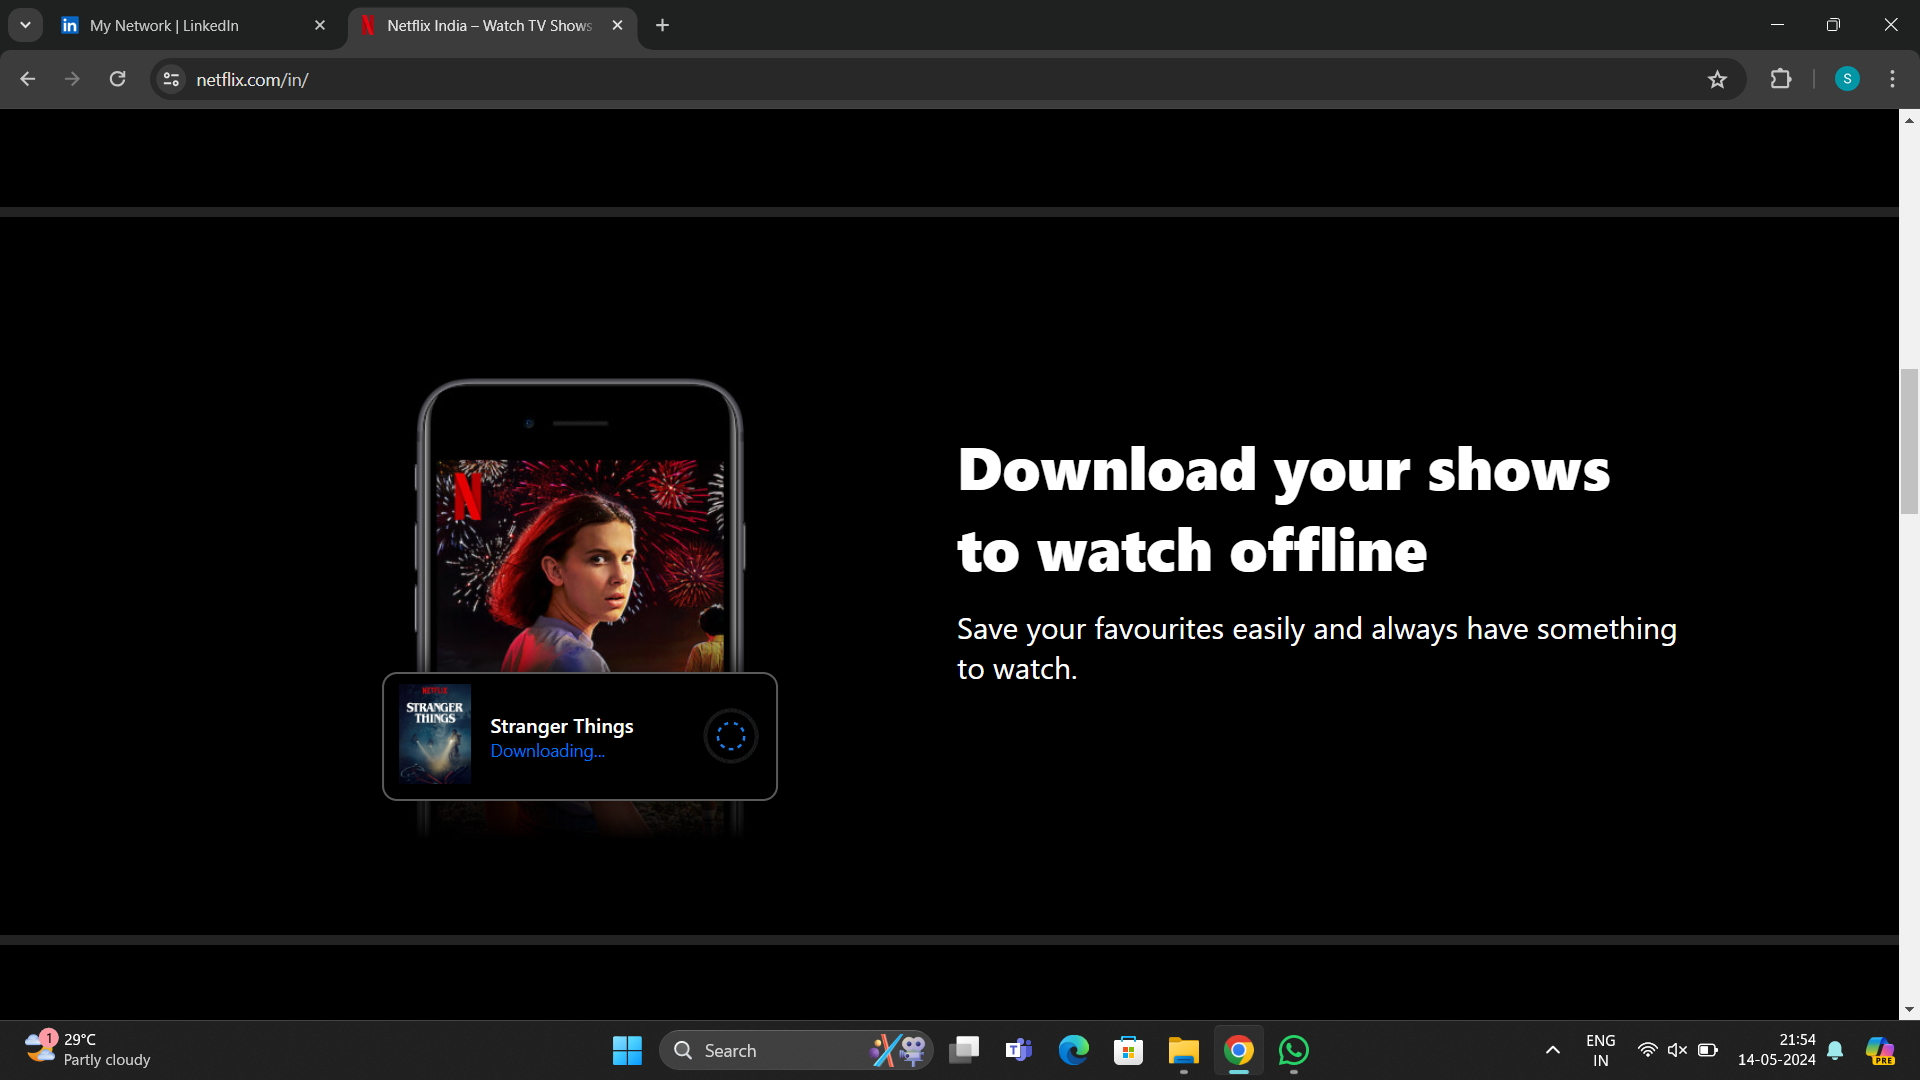 My Network | LinkedIn
Netflix India – Watch TV Shows
netflix.com/in/
S
Download your shows
to watch offline
Save your favourites easily and always have something
to watch.
NETFLIX
STRANGER
THINGS
Stranger Things
Downloading...
1
29°C
Partly cloudy
Search
ENG
IN
21:54
14-05-2024
PRE